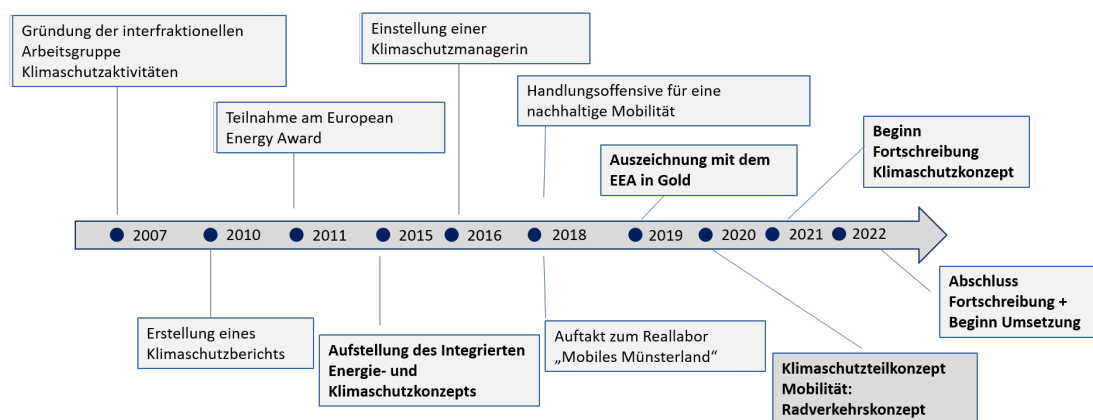 Gründung der interfraktionellen
Arbeitsgruppe
Klimaschutzaktivitäten
Teilnahme am European
Energy Award
Einstellung einer
Klimaschutzmanagerin
Handlungsoffensive für eine
nachhaltige Mobilität
Auszeichnung mit dem
EEA in Gold
Beginn
Fortschreibung
Klimaschutzkonzept
2007 2010 2011 2015 2016 2018 2019 2020 2021 2022
Erstellung eines
Klimaschutzberichts
Aufstellung des Integrierten
Energie- und
Klimaschutzkonzepts
Auftakt zum Reallabor
„Mobiles Münsterland“
Klimaschutzteilkonzept
Mobilität:
Radverkehrskonzept
Abschluss
Fortschreibung +
Beginn Umsetzung